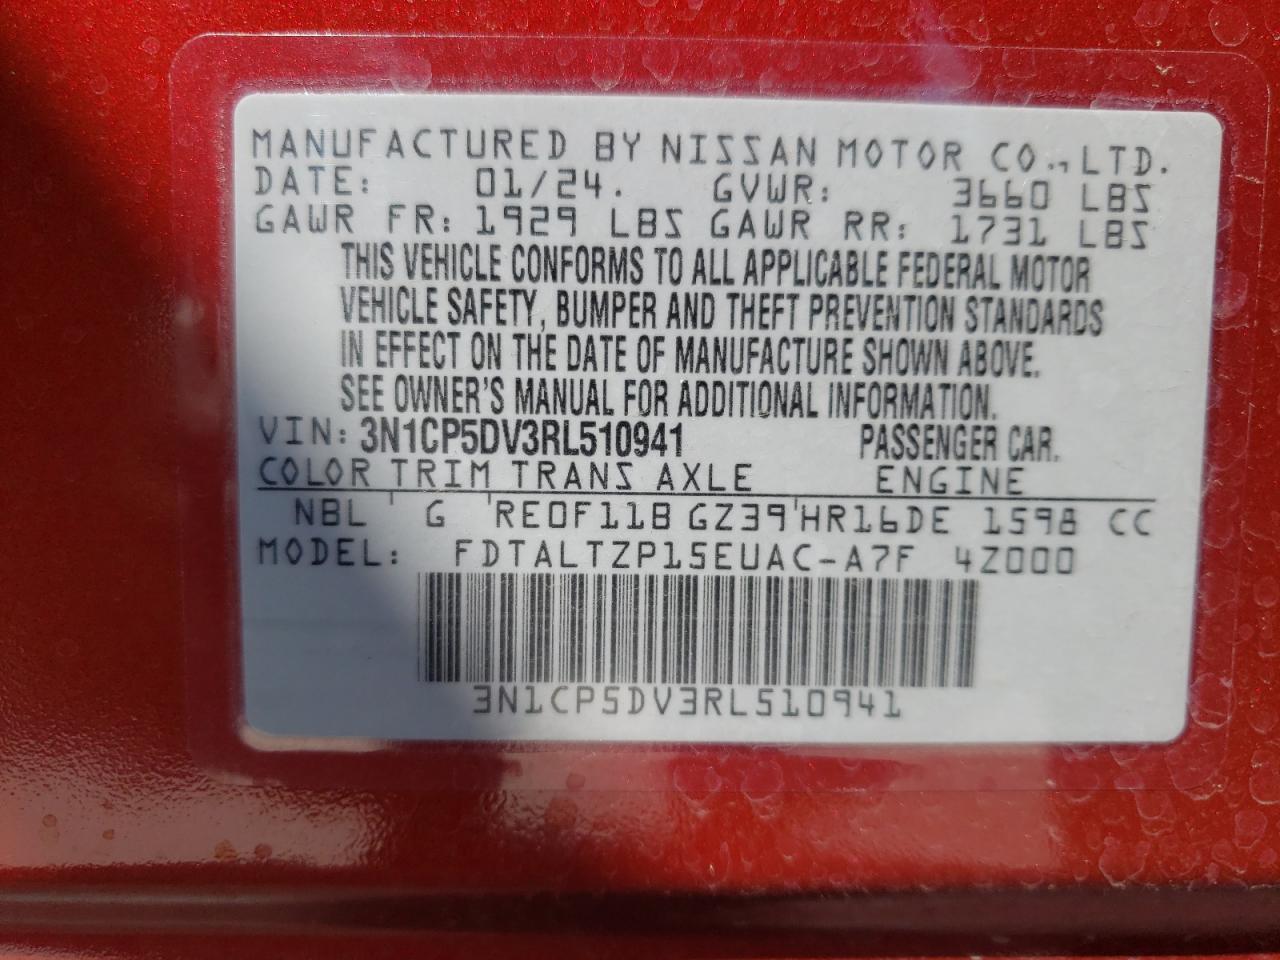 MANUFACTURED BY NISSAN MOTOR CO., LTD.
DATE: 01/24. GVWR: 3660 LBS
GAWR FR: 1929 LBS GAWR RR: 1731 LBS
THIS VEHICLE CONFORMS TO ALL APPLICABLE FEDERAL MOTOR
VEHICLE SAFETY, BUMPER AND THEFT PREVENTION STANDARDS
IN EFFECT ON THE DATE OF MANUFACTURE SHOWN ABOVE.
SEE OWNER'S MANUAL FOR ADDITIONAL INFORMATION.
VIN: 3N1CP5DV3RL510941 PASSENGER CAR.
COLOR TRIM TRANS AXLE ENGINE
NBL G RE0F11B GZ39 HR16DE 1598 CC
MODEL: FDTALTZP15EUAC-A7F 4Z000
3N1CP5DV3RL510941